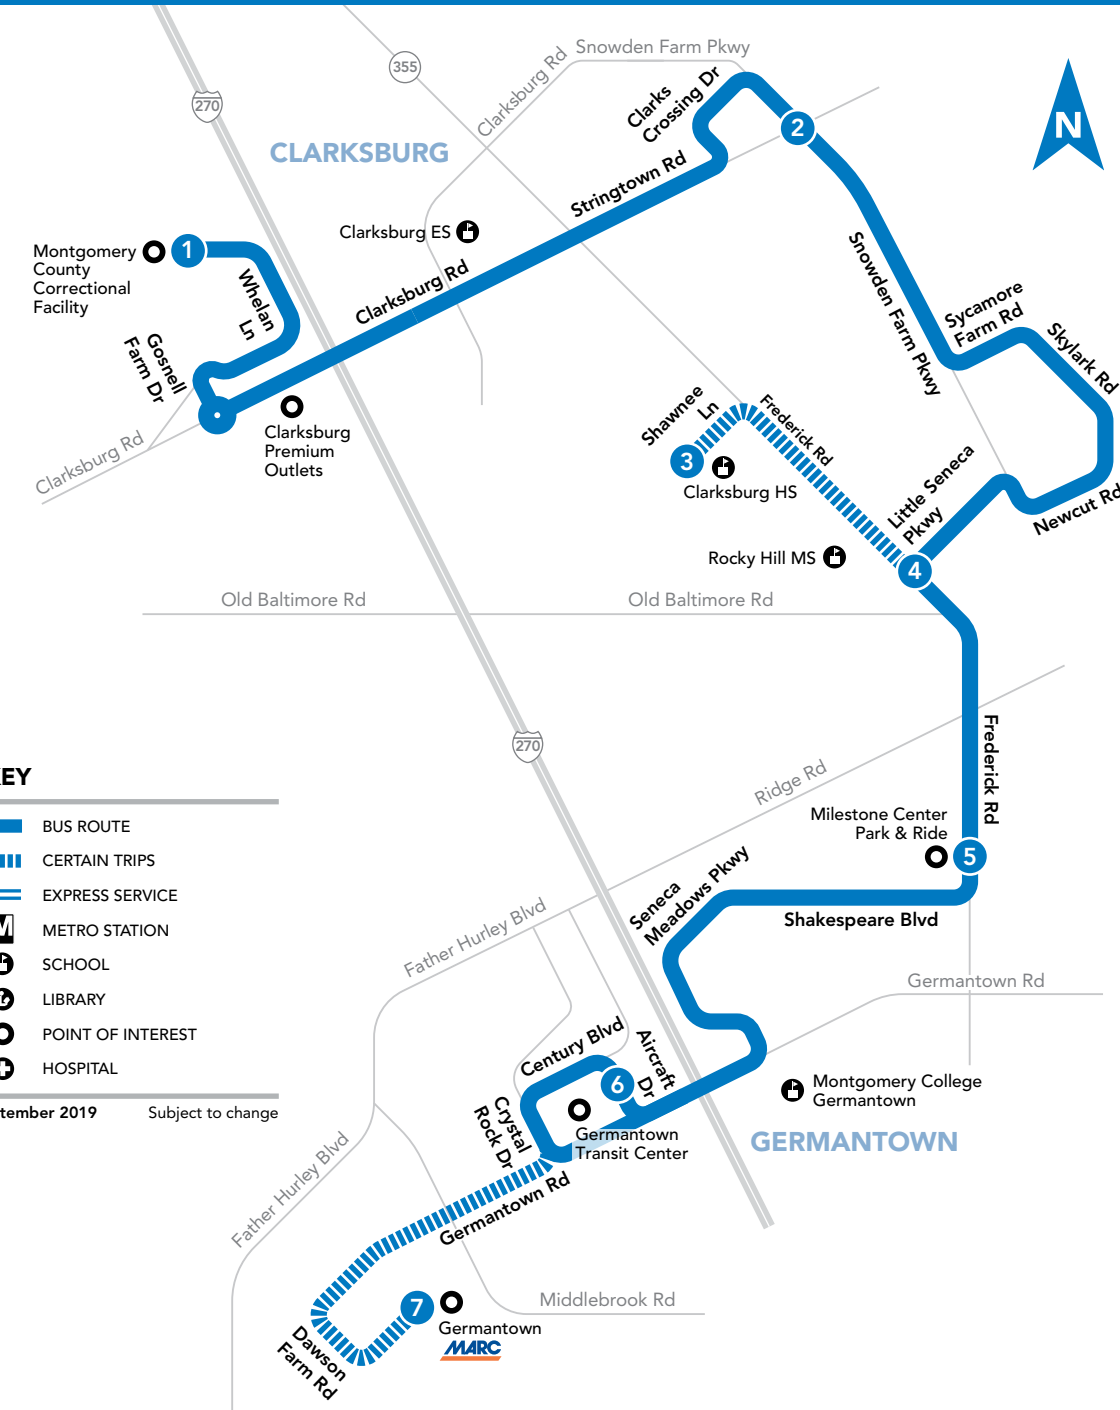 Snowden Farm Pkwy
355
Clarksburg Rd
Clarks
Crossing Dr
270
N
2
CLARKSBURG
Stringtown Rd
Clarksburg ES
1
Montgomery
County
Correctional
Facility
Whelan
Ln
Clarksburg Rd
Snowden Farm Pkwy
Sycamore
Farm Rd
Skylark Rd
Gosnell
Farm Dr
Clarksburg
Premium
Outlets
Clarksburg Rd
Shawnee
Ln
Frederick Rd
3
Clarksburg HS
Little Seneca
Pkwy
Newcut Rd
Rocky Hill MS
4
Old Baltimore Rd
Old Baltimore Rd
270
Frederick Rd
Ridge Rd
Milestone Center
Park & Ride
5
EY
BUS ROUTE
CERTAIN TRIPS
EXPRESS SERVICE
M
METRO STATION
SCHOOL
LIBRARY
POINT OF INTEREST
HOSPITAL
tember 2019
Subject to change
Seneca
Meadows Pkwy
Shakespeare Blvd
Father Hurley Blvd
Germantown Rd
Century Blvd
Aircraft
Dr
6
Montgomery College
Germantown
Crystal
Rock Dr
Germantown
Transit Center
GERMANTOWN
Father Hurley Blvd
Germantown Rd
7
Middlebrook Rd
Germantown
MARC
Dawson
Farm Rd